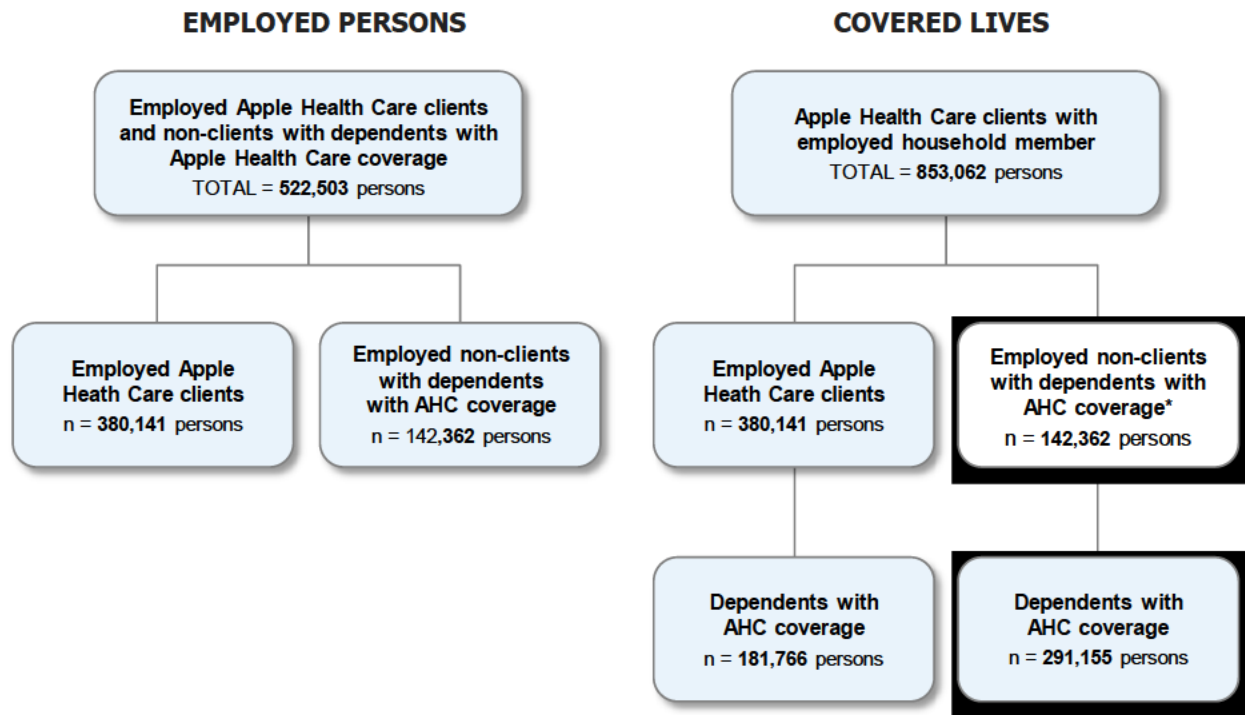 EMPLOYED PERSONS
Employed Apple Health Care clients
and non-clients with dependents with
Apple Health Care coverage
TOTAL = 522,503 persons
Employed Apple
Heath Care clients
n = 380,141 persons
Employed non-clients
with dependents
with AHC coverage
n = 142,362 persons
COVERED LIVES
Apple Health Care clients with
employed household member
TOTAL = 853,062 persons
Employed Apple
Heath Care clients
n = 380,141 persons
Employed non-clients
with dependents with
AHC coverage*
n = 142,362 persons
Dependents with
AHC coverage
n = 181,766 persons
Dependents with
AHC coverage
n = 291,155 persons